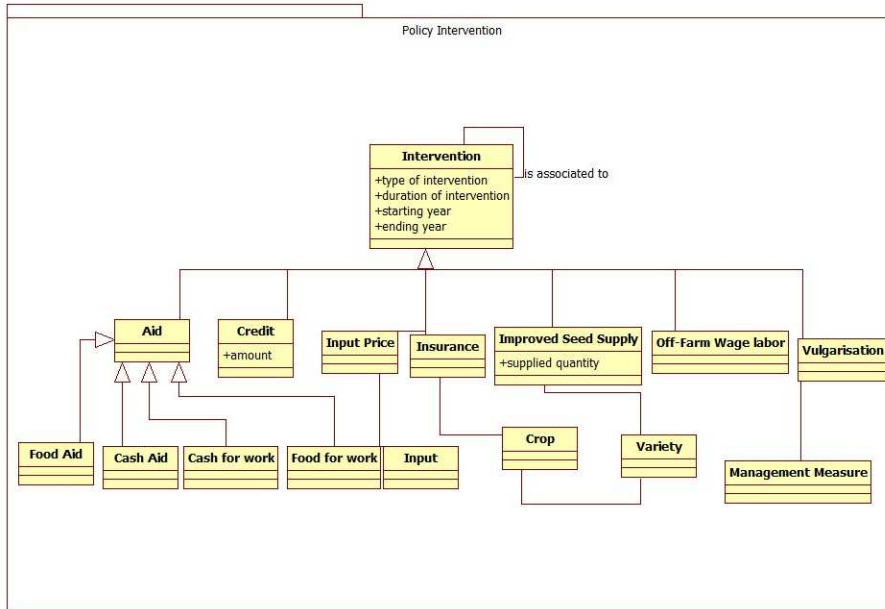 Policy Intervention
Intervention
+type of intervention
+duration of intervention
+starting year
+ending year
is associated to
Aid
Credit
+amount
Input Price
Insurance
Improved Seed Supply
+supplied quantity
Off-Farm Wage labor
Vulgarisation
Food Aid
Cash Aid
Cash for work
Food for work
Input
Crop
Variety
Management Measure